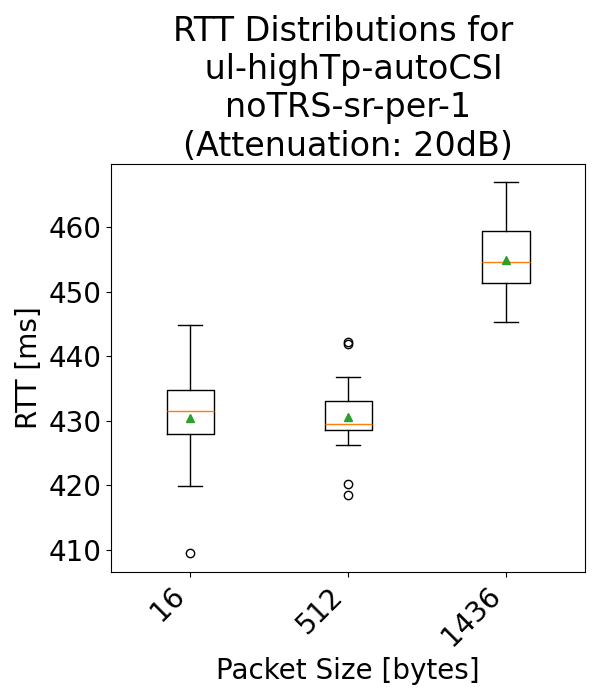 RTT Distributions for
ul-highTp-autoCSI
noTRS-sr-per-1
(Attenuation: 20dB)
RTT [ms]
460
450
440
430
420
410
16
512
1436
Packet Size [bytes]